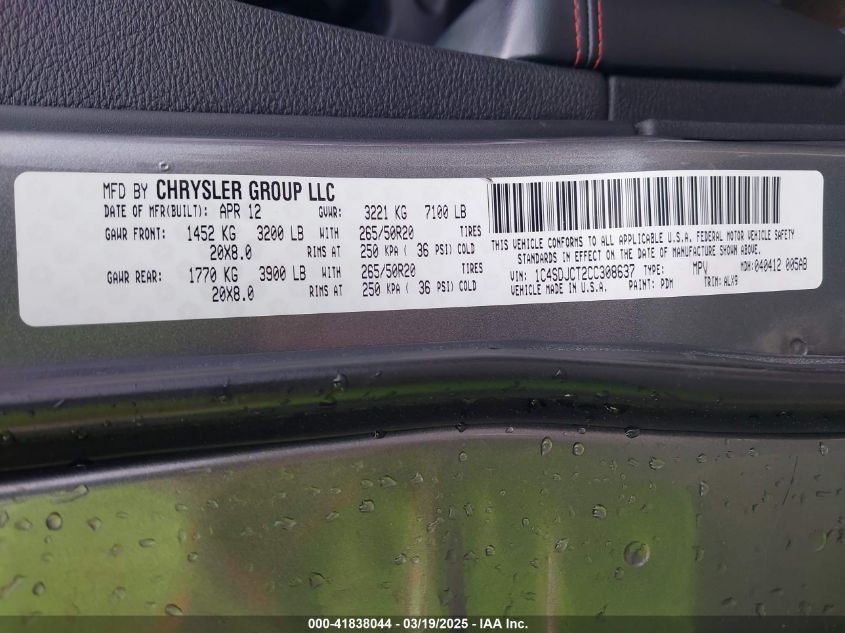 MFD BY CHRYSLER GROUP LLC
DATE OF MFR(BUILT): APR 12 GVWR: 3221 KG 7100 LB
GAWR FRONT: 1452 KG 3200 LB WITH 265/50R20 TIRES
20X8.0 RIMS AT 250 KPA ( 36 PSI) COLD
GAWR REAR: 1770 KG 3900 LB WITH 265/50R20 TIRES
20X8.0 RIMS AT 250 KPA ( 36 PSI) COLD
THIS VEHICLE CONFORMS TO ALL APPLICABLE U.S.A. FEDERAL MOTOR VEHICLE SAFETY
STANDARDS IN EFFECT ON THE DATE OF MANUFACTURE SHOWN ABOVE.
VIN: 1C4SDJCT2CC308637 TYPE: MPV MDH:040412 005AB
VEHICLE MADE IN U.S.A. PAINT: PDM TRIM:ALX9
000-41838044 - 03/19/2025 - IAA Inc.